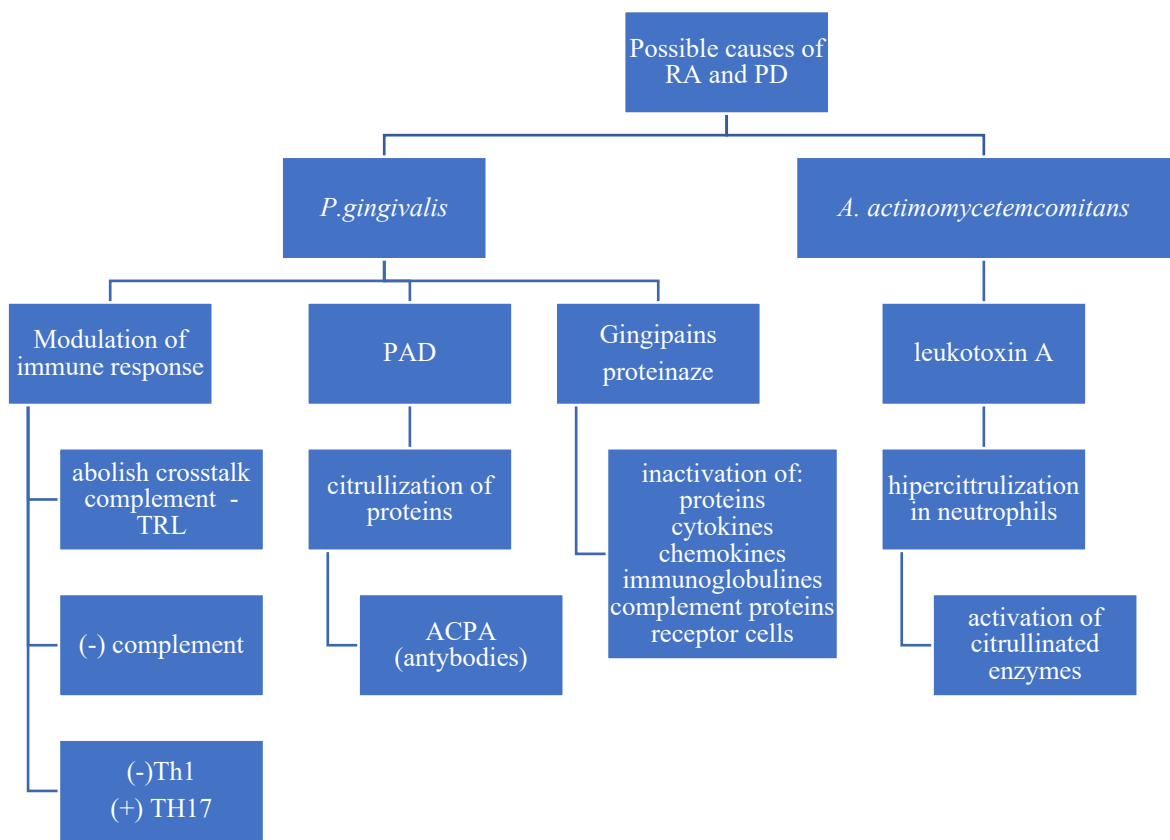 Possible causes of
RA and PD
P.gingivalis
A. actimomycetemcomitans
Modulation of
immune response
PAD
Gingipains
proteinaze
leukotoxin A
abolish crosstalk
complement -
TRL
citrullization of
proteins
inactivation of:
proteins
cytokines
chemokines
immunoglobulines
complement proteins
receptor cells
hipercittrulization
in neutrophils
(-) complement
ACPA
(antybodies)
activation of
citrullinated
enzymes
(-)Th1
(+) TH17